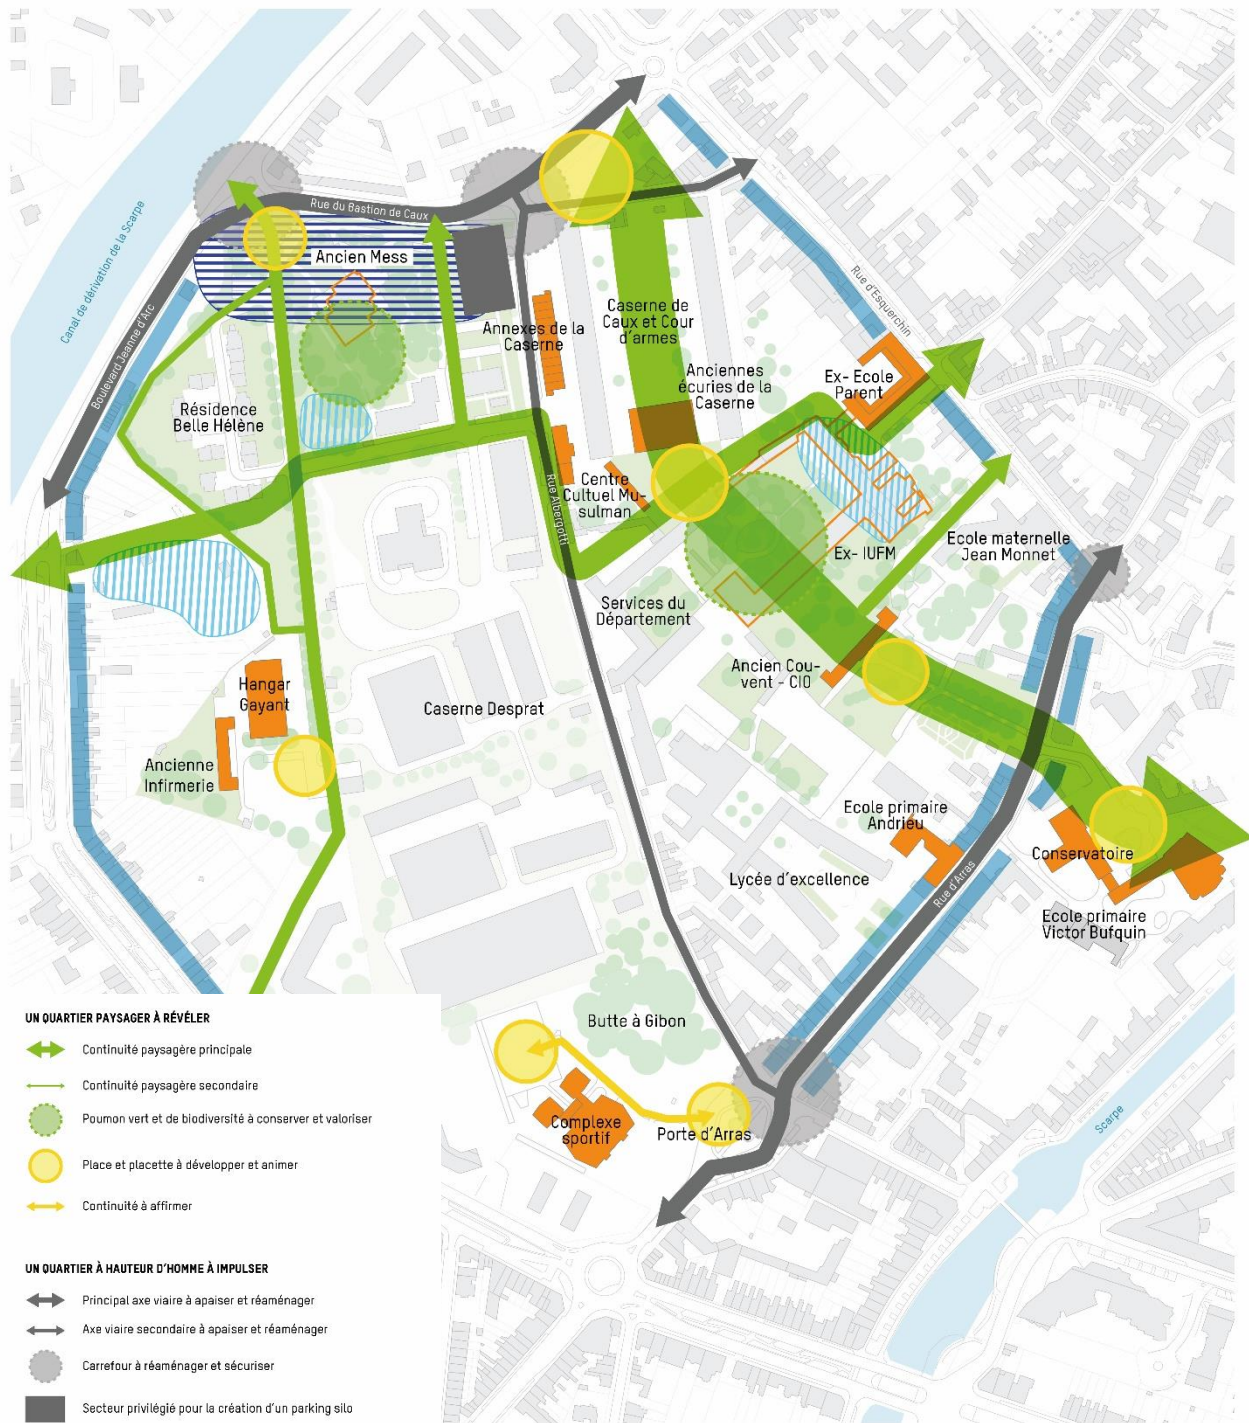 Rue du Bastion de Caux
Canal de dérivation de la Scarpe
Boulevard Jeanne d'Arc
Ancien Mess
Rue d'Esquerchin
Annexes de la
Caserne
Caserne de
Caux et Cour
d'armes
Anciennes
écuries de la
Caserne
Ex- Ecole
Parent
Résidence
Belle Hélène
Rue Albergotti
Centre
Cultuel Mu-
sulman
Ex- IUFM
Ecole maternelle
Jean Monnet
Services du
Département
Ancien Cou-
vent - CIO
Hangar
Gayant
Caserne Desprat
Ancienne
Infirmerie
Ecole primaire
Andrieu
Conservatoire
Lycée d'excellence
Rue d'Arras
Ecole primaire
Victor Bufquin
Butte à Gibon
Complexe
sportif
Porte d'Arras
Scarpe
UN QUARTIER PAYSAGER À RÉVÉLER
Continuité paysagère principale
Continuité paysagère secondaire
Poumon vert et de biodiversité à conserver et valoriser
Place et placette à développer et animer
Continuité à affirmer
UN QUARTIER À HAUTEUR D'HOMME À IMPULSER
Principal axe viaire à apaiser et réaménager
Axe viaire secondaire à apaiser et réaménager
Carrefour à réaménager et sécuriser
Secteur privilégié pour la création d'un parking silo